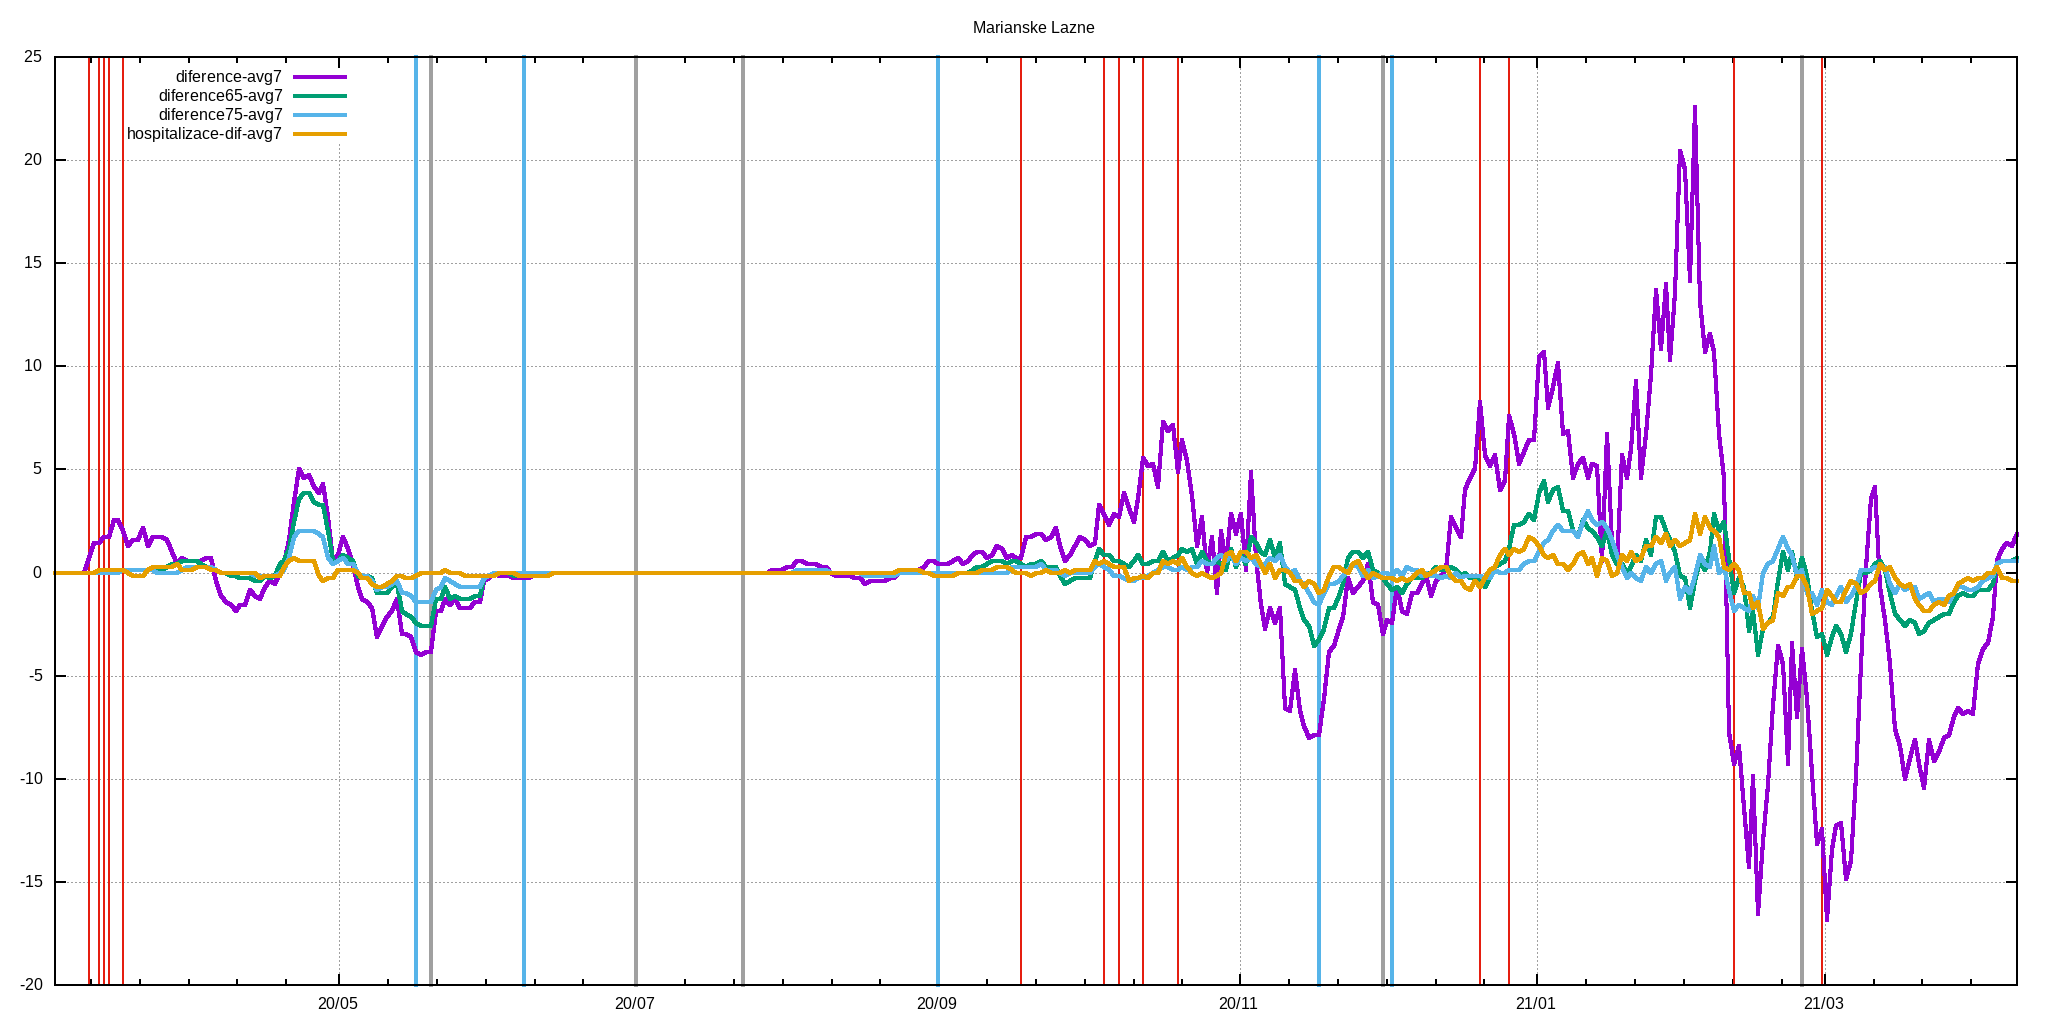 Marianske Lazne
25
20
15
10
5
0
-5
-10
-15
-20
diference-avg7
diference65-avg7
diference75-avg7
hospitalizace-dif-avg7
20/05 20/07 20/09 20/11 21/01 21/03